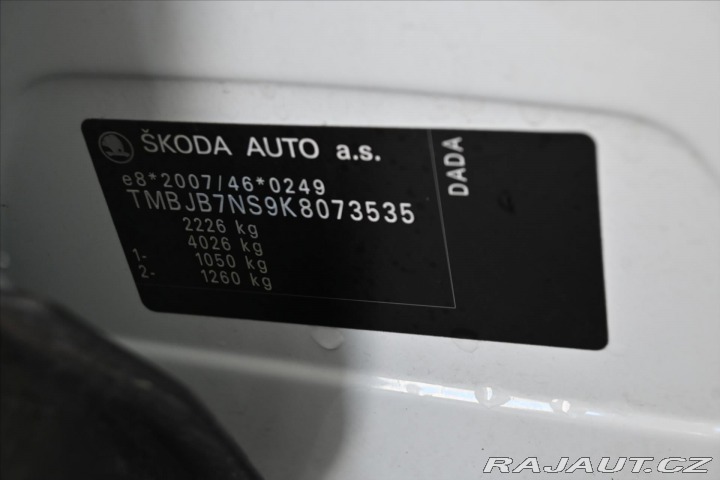 ŠKODA AUTO a.s.
e8*2007/46*0249
TMBJB7NS9K8073535
2226 kg
4026 kg
1- 1050 kg
2- 1260 kg
DADA
RAJAUT.CZ